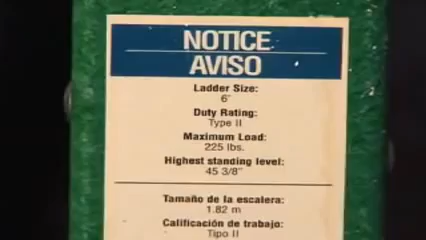 NOTICE
AVISO
Ladder Size:
6"
Duty Rating:
Type II
Maximum Load:
225 lbs.
Highest standing level:
45 3/8"
Tamaño de la escalera:
1.82 m
Calificación de trabajo:
Tipo II